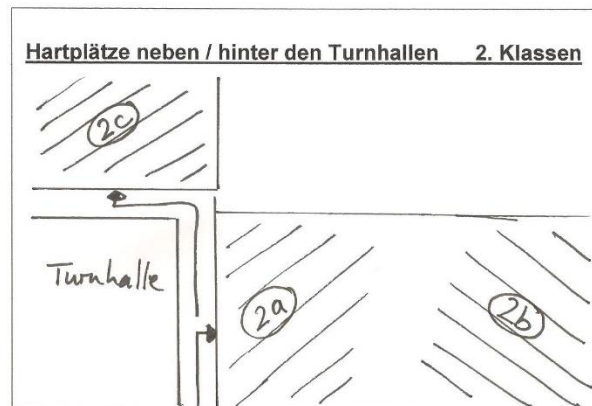 Hartplätze neben / hinter den Turnhallen 2. Klassen
2c
Turnhalle
2a
2b